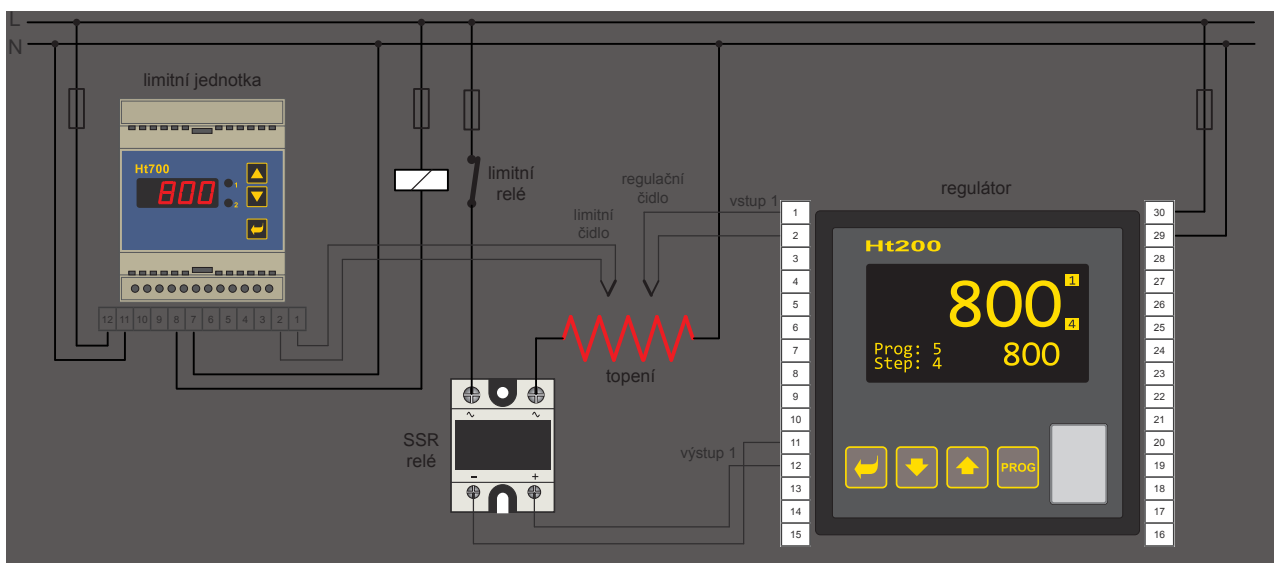 L
N
limitní jednotka
Ht700
800
1
2
12 11 10 9 8 7 6 5 4 3 2 1
limitní
relé
limitní
čidlo
regulační
čidlo
topení
SSR
relé
~ ~
- +
vstup 1
výstup 1
regulátor
1
2
3
4
5
6
7
8
9
10
11
12
13
14
15
Ht200
800
1
4
Prog: 5
Step: 4
800
PROG
30
29
28
27
26
25
24
23
22
21
20
19
18
17
16